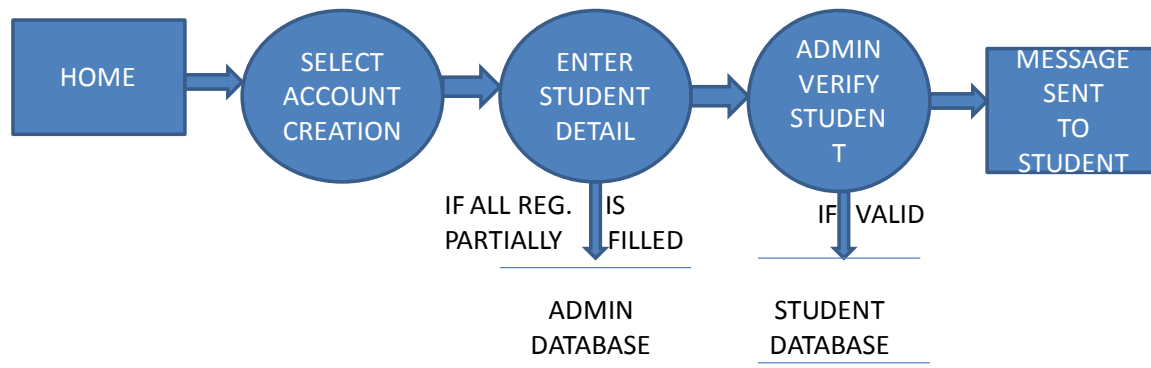 HOME
SELECT
ACCOUNT
CREATION
ENTER
STUDENT
DETAIL
ADMIN
VERIFY
STUDEN
T
MESSAGE
SENT
TO
STUDENT
IF ALL REG. IS
PARTIALLY FILLED
IF VALID
ADMIN
DATABASE
STUDENT
DATABASE